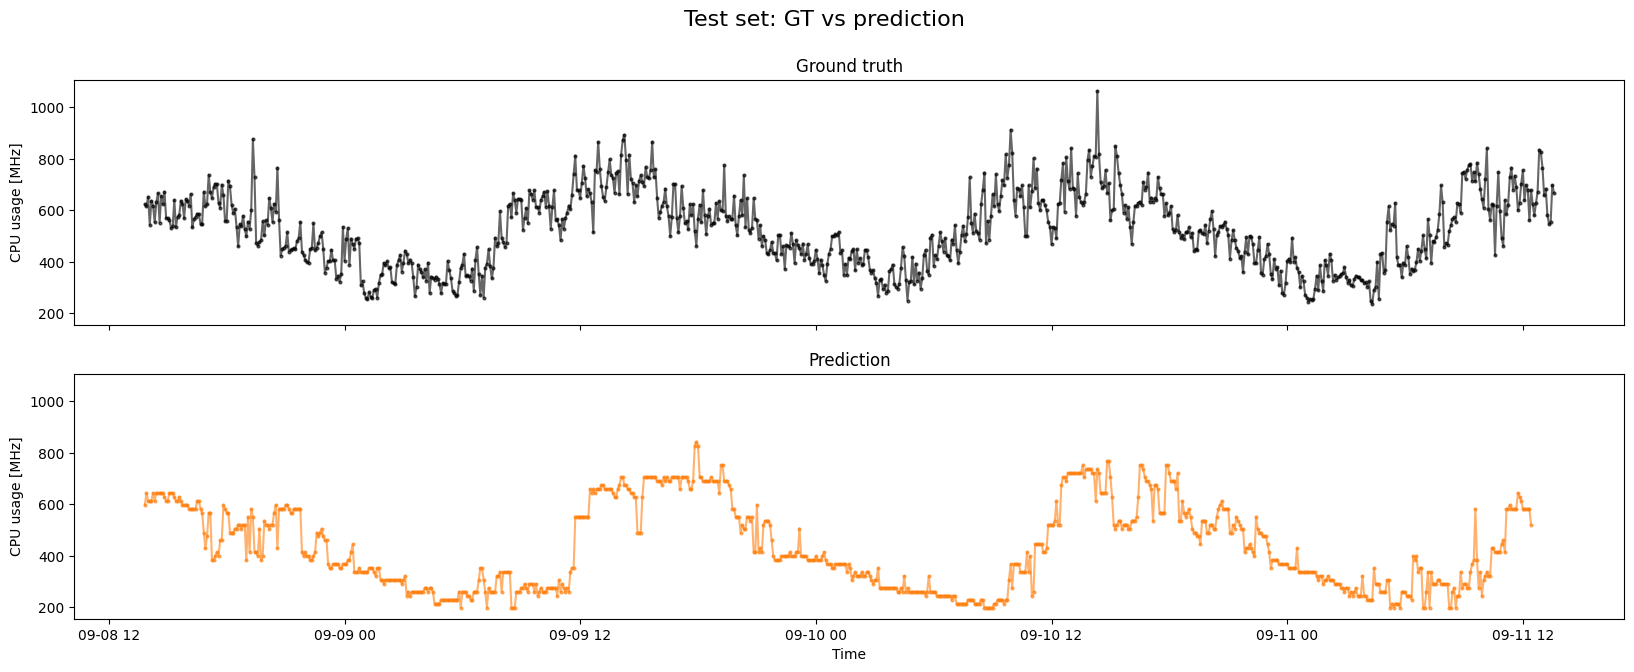 Test set: GT vs prediction
Ground truth
CPU usage [MHz]
1000
800
600
400
200
Prediction
CPU usage [MHz]
1000
800
600
400
200
09-08 12
09-09 00
09-09 12
09-10 00
09-10 12
09-11 00
09-11 12
Time